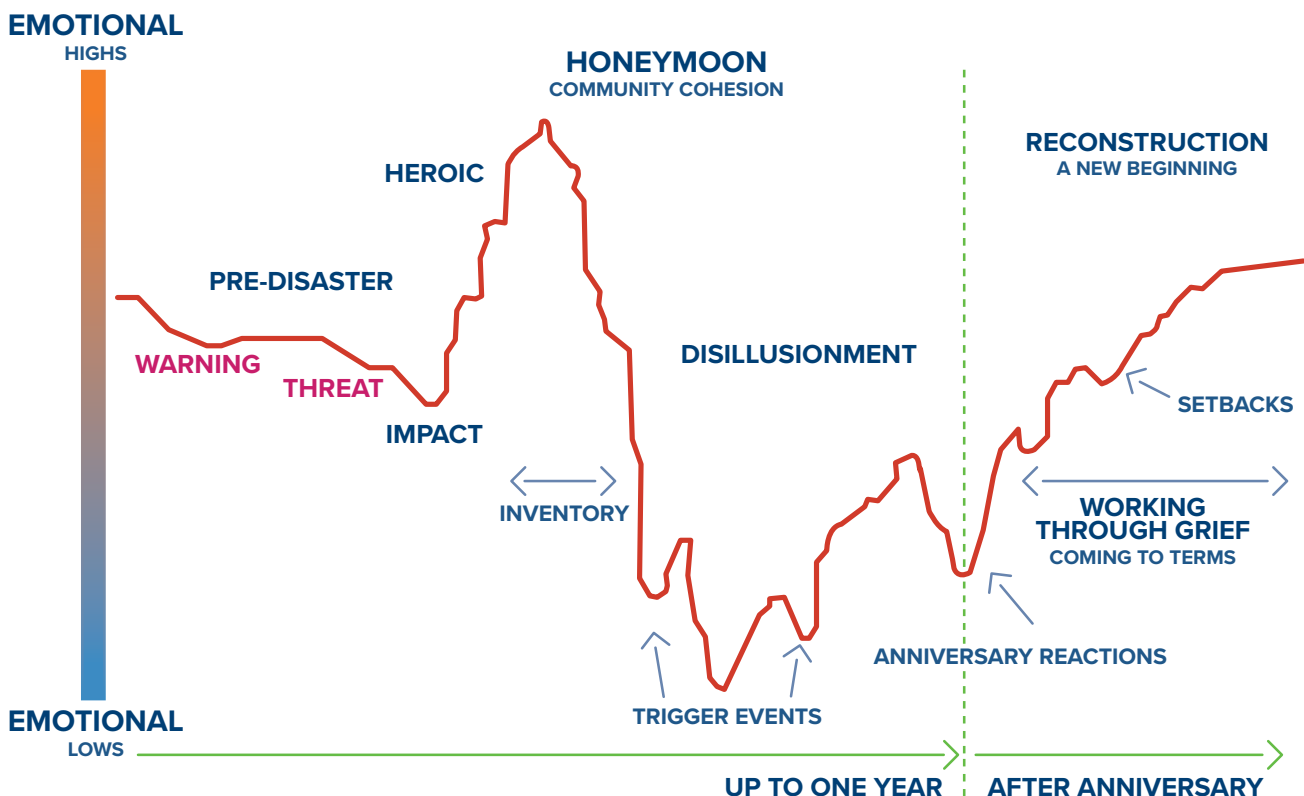 EMOTIONAL
HIGHS
HONEYMOON
COMMUNITY COHESION
RECONSTRUCTION
A NEW BEGINNING
HEROIC
PRE-DISASTER
WARNING
THREAT
IMPACT
DISILLUSIONMENT
SETBACKS
INVENTORY
WORKING
THROUGH GRIEF
COMING TO TERMS
ANNIVERSARY REACTIONS
TRIGGER EVENTS
EMOTIONAL
LOWS
UP TO ONE YEAR
AFTER ANNIVERSARY